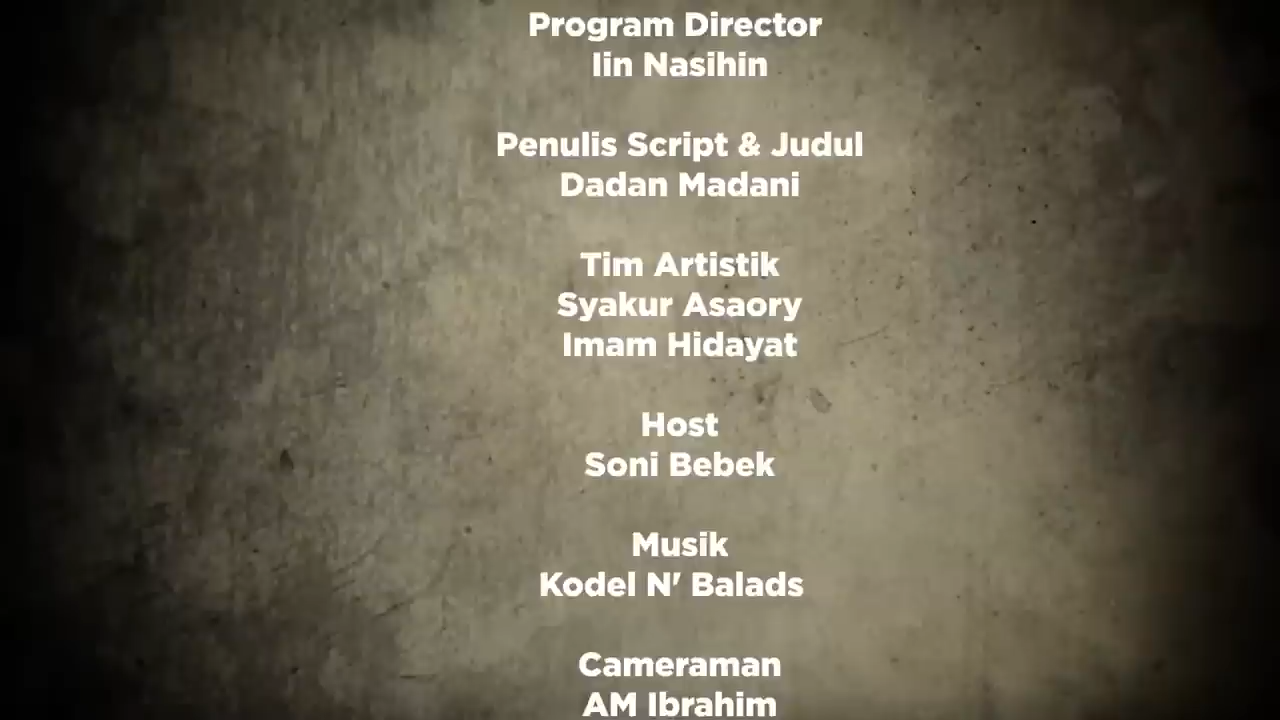 Program Director
Iin Nasihin
Penulis Script & Judul
Dadan Madani
Tim Artistik
Syakur Asaory
Imam Hidayat
Host
Soni Bebek
Musik
Kodel N' Balads
Cameraman
AM Ibrahim